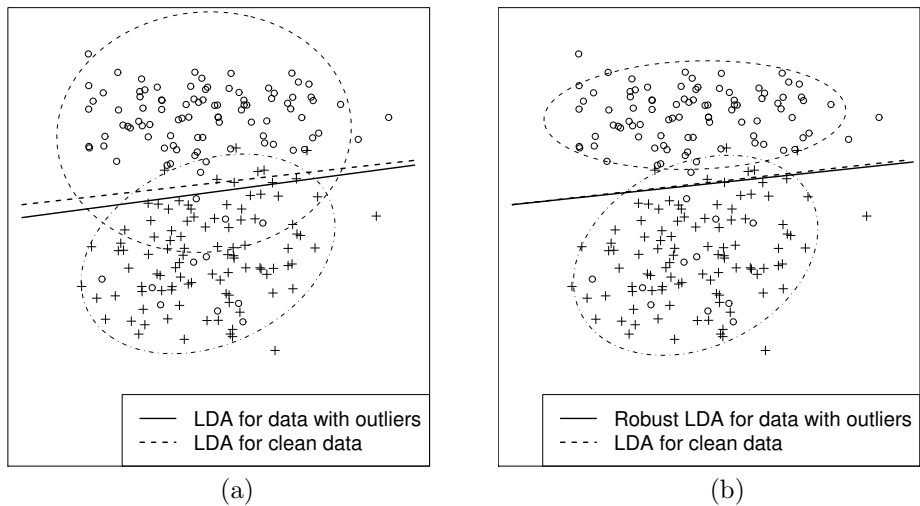 LDA for data with outliers
LDA for clean data
Robust LDA for data with outliers
LDA for clean data
(a)
(b)